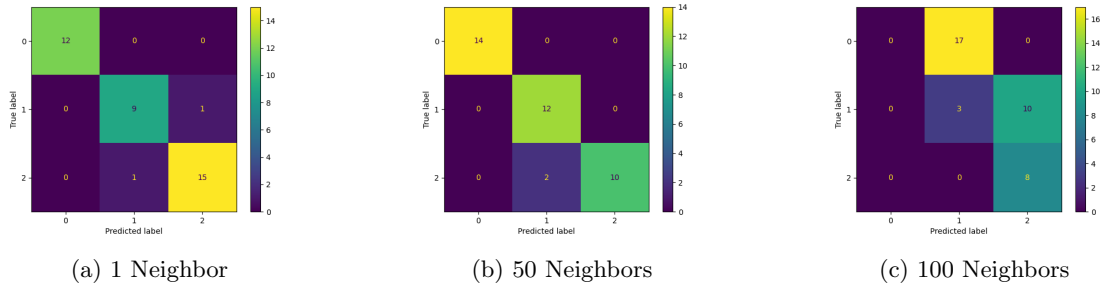 0 12 0 0 14
True label 1 0 9 1 12
2 0 1 15 10
0 1 2 8
Predicted label 6
4
2
0
(a) 1 Neighbor
0 14 0 0 14
True label 1 0 12 0 12
2 0 2 10 10
0 1 2 8
Predicted label 6
4
2
0
(b) 50 Neighbors
0 0 17 0 16
True label 1 0 3 10 14
2 0 0 8 12
0 1 2 10
Predicted label 8
6
4
2
0
(c) 100 Neighbors